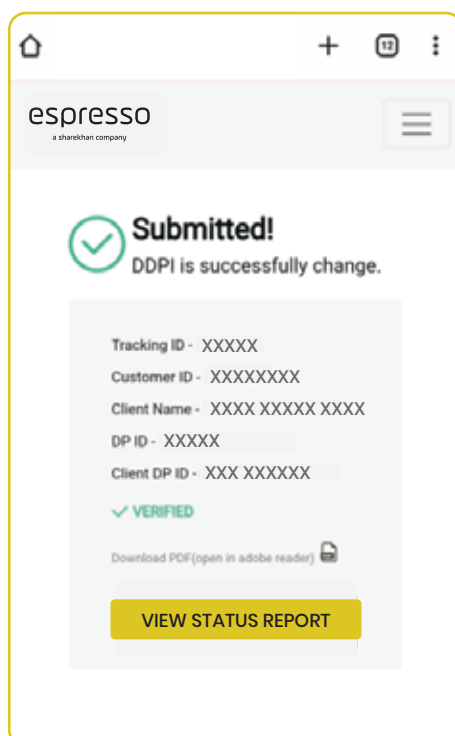 12
espresso
a sharekhan company
Submitted!
DDPI is successfully change.
Tracking ID - XXXXX
Customer ID - XXXXXXXX
Client Name - XXXX XXXXX XXXX
DP ID - XXXXX
Client DP ID - XXX XXXXXX
VERIFIED
Download PDF(open in adobe reader)
VIEW STATUS REPORT